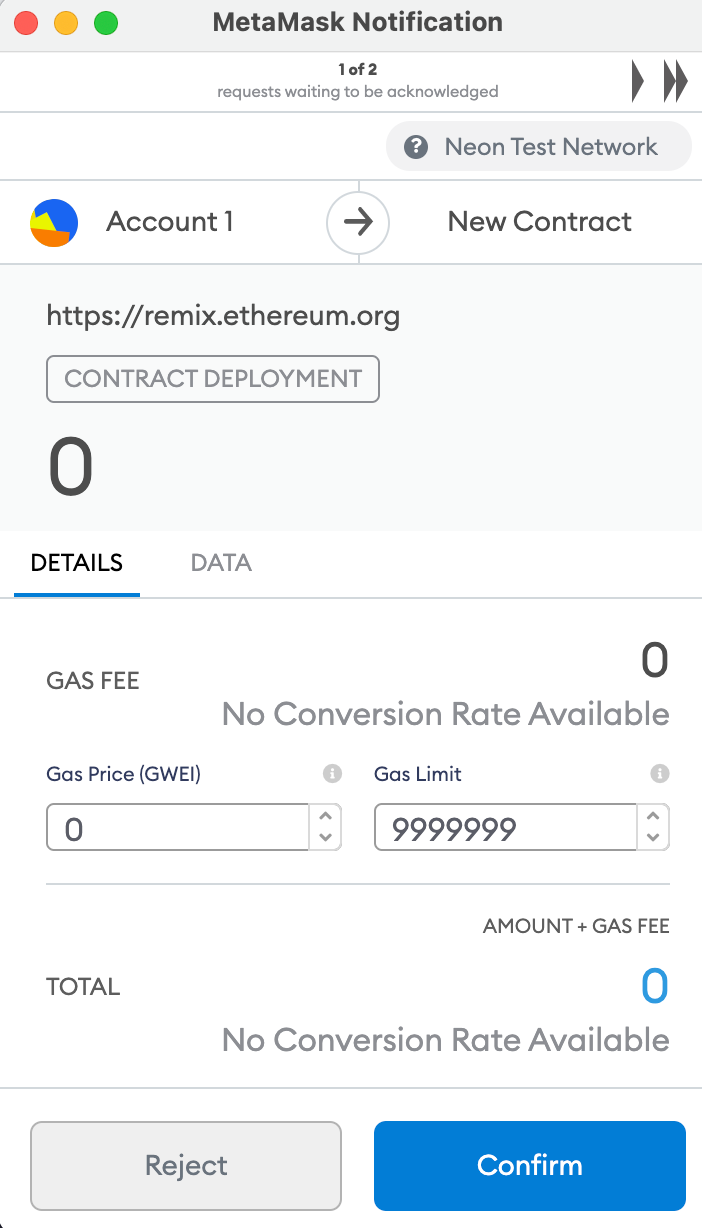 MetaMask Notification
1 of 2
requests waiting to be acknowledged
? Neon Test Network
Account 1
New Contract
https://remix.ethereum.org
CONTRACT DEPLOYMENT
0
DETAILS
DATA
GAS FEE
0
No Conversion Rate Available
Gas Price (GWEI)
Gas Limit
0
9999999
AMOUNT + GAS FEE
TOTAL
0
No Conversion Rate Available
Reject
Confirm